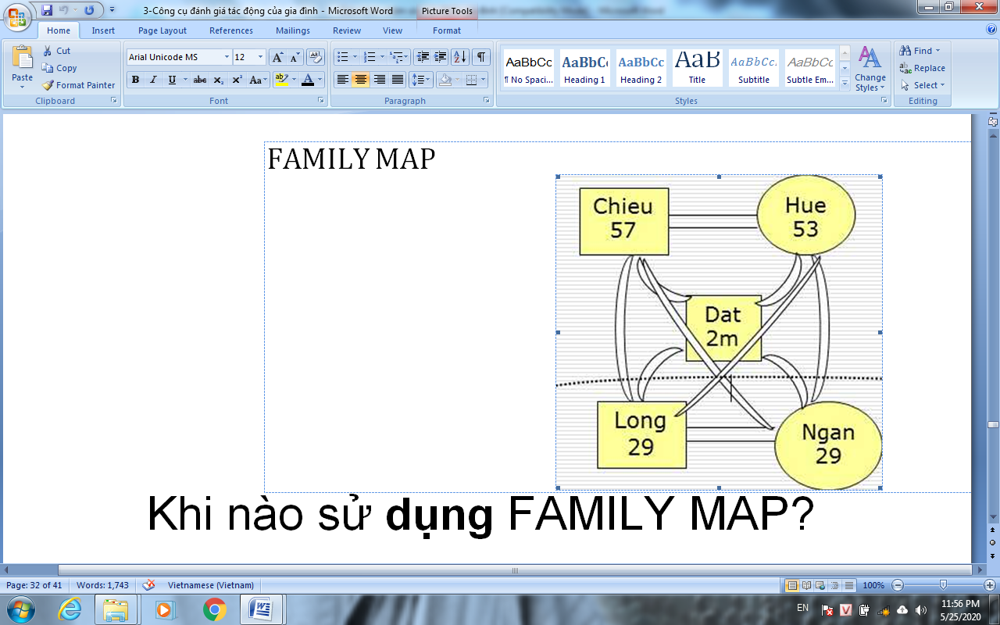 3-Công cụ đánh giá tác động của gia đình - Microsoft Word
Picture Tools
Home Insert Page Layout References Mailings Review View Format
Paste
Cut
Copy
Format Painter
Clipboard
Arial Unicode MS 12
B I U abc x₂ x² Aa
Font
Paragraph
AaBbCc AaBbCc AaBbCc AaB AaBbCc. AaBbCc
¶ No Spaci... Heading 1 Heading 2 Title Subtitle Subtle Em...
Change Styles
Styles
Find
Replace
Select
Editing
FAMILY MAP
Chieu
57
Hue
53
Dat
2m
Long
29
Ngan
29
Khi nào sử dụng FAMILY MAP?
Page: 32 of 41 Words: 1,743 Vietnamese (Vietnam) 100%
EN
11:56 PM
5/25/2020